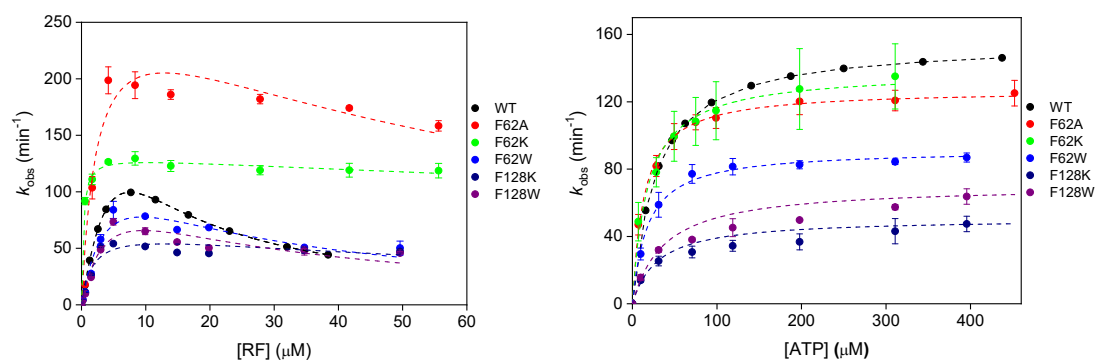 250
200
150
100
50
0
k_obs (min⁻¹)
0 10 20 30 40 50 60
[RF] (μM)
WT
F62A
F62K
F62W
F128K
F128W
160
120
80
40
0
k_obs (min⁻¹)
0 100 200 300 400
[ATP] (μM)
WT
F62A
F62K
F62W
F128K
F128W